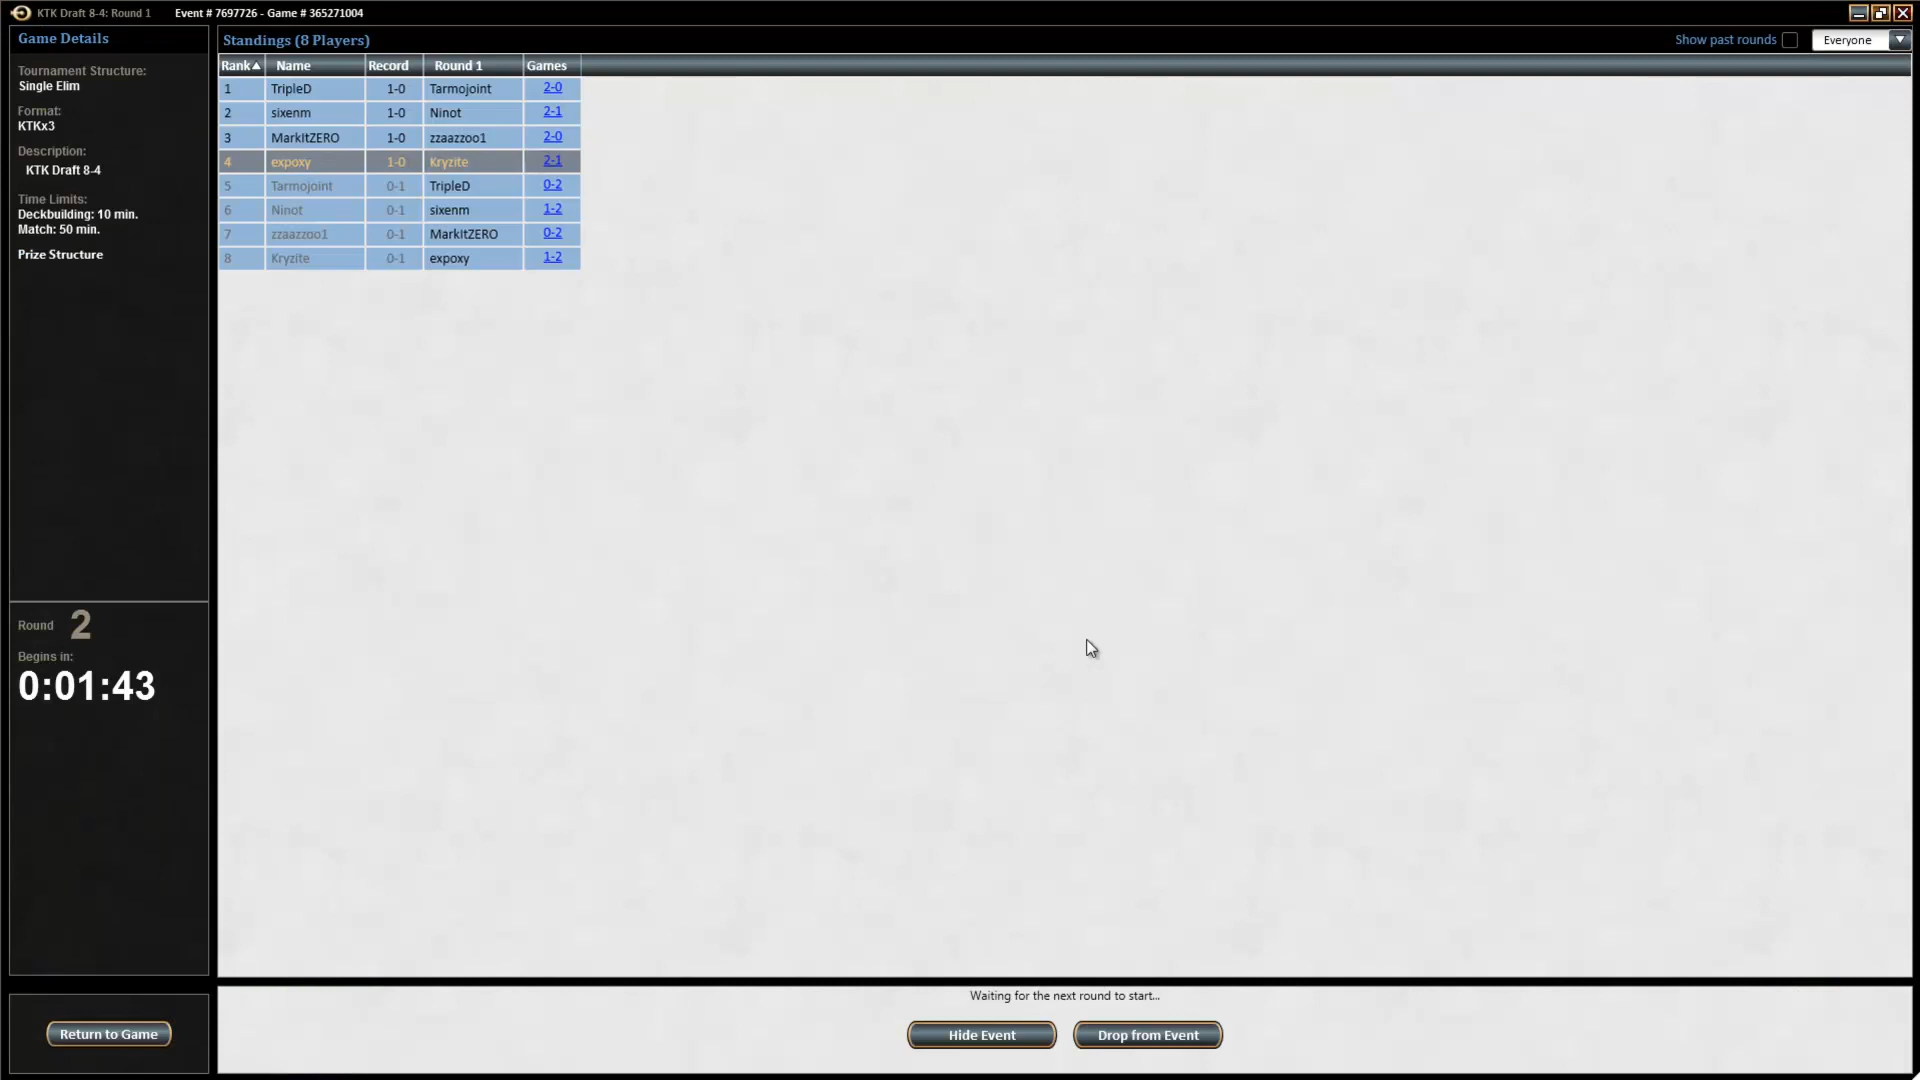 KTK Draft 8-4: Round 1 Event # 7697726 - Game # 365271004
Game Details
Tournament Structure:
Single Elim
Format:
KTKx3
Description:
KTK Draft 8-4
Time Limits:
Deckbuilding: 10 min.
Match: 50 min.
Prize Structure
Round 2
Begins in:
0:01:43
Return to Game
Standings (8 Players) Show past rounds Everyone
Rank Name Record Round 1 Games
1 TripleD 1-0 Tarmojoint 2-0
2 sixenm 1-0 Ninot 2-1
3 MarkItZERO 1-0 zzaazzoo1 2-0
4 expoxy 1-0 Kryzite 2-1
5 Tarmojoint 0-1 TripleD 0-2
6 Ninot 0-1 sixenm 1-2
7 zzaazzoo1 0-1 MarkItZERO 0-2
8 Kryzite 0-1 expoxy 1-2
Waiting for the next round to start...
Hide Event Drop from Event